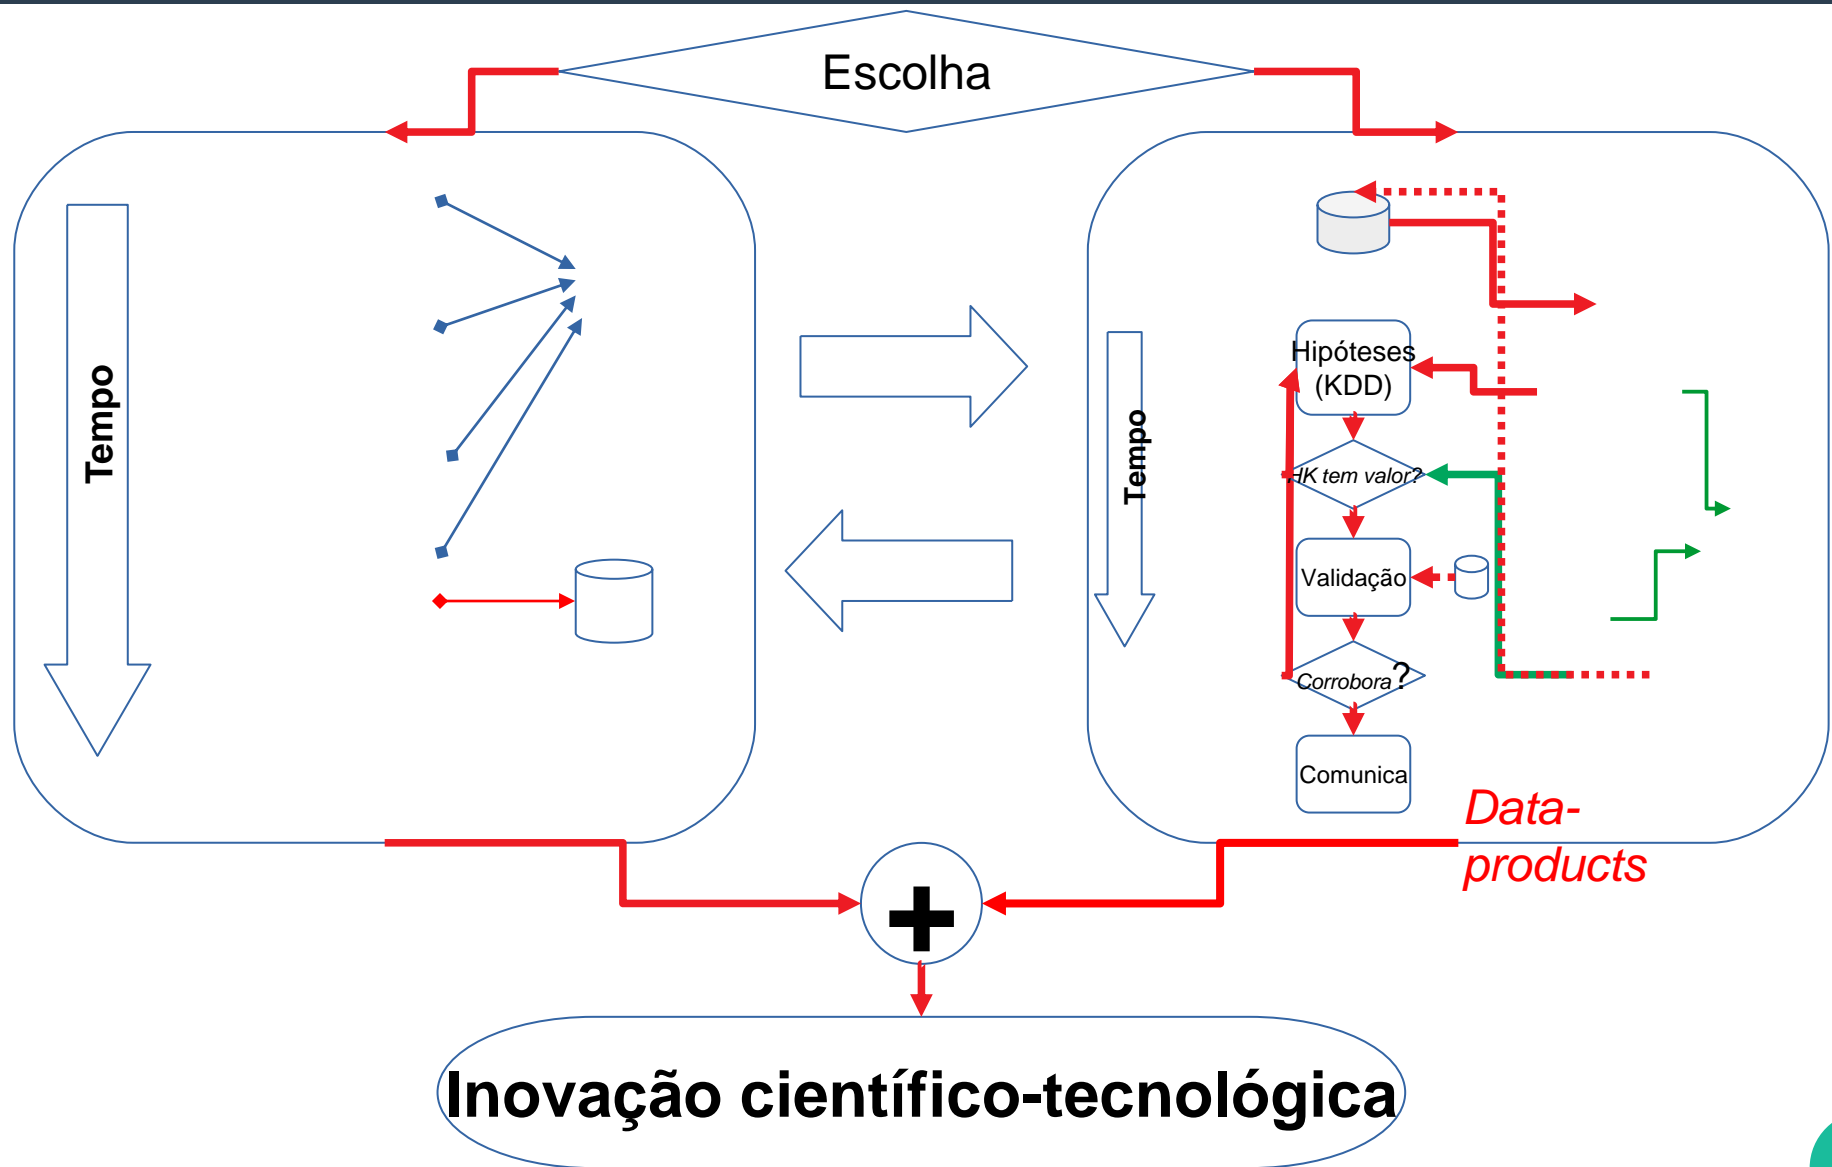 Escolha
Tempo
Tempo
Hipóteses
(KDD)
HK tem valor?
Validação
Corrobora?
Comunica
Data-
products
+
Inovação científico-tecnológica